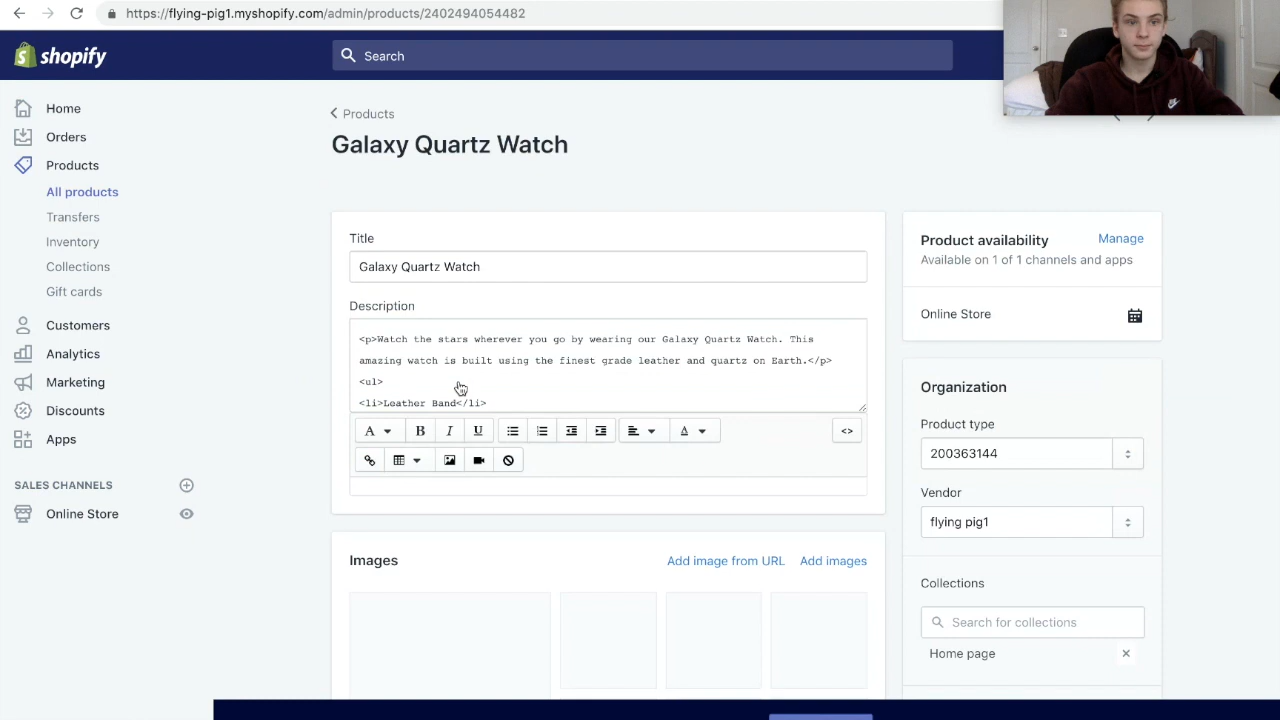 https://flying-pig1.myshopify.com/admin/products/2402494054482
shopify
Search
Home
Orders
Products
All products
Transfers
Inventory
Collections
Gift cards
Customers
Analytics
Marketing
Discounts
Apps
SALES CHANNELS
Online Store
Products
Galaxy Quartz Watch
Title
Galaxy Quartz Watch
Description
<p>Watch the stars wherever you go by wearing our Galaxy Quartz Watch. This
amazing watch is built using the finest grade leather and quartz on Earth.</p>
<ul>
<li>Leather Band</li>
A
B
I
U
A
<>
Images
Add image from URL
Add images
Product availability
Manage
Available on 1 of 1 channels and apps
Online Store
Organization
Product type
200363144
Vendor
flying pig1
Collections
Search for collections
Home page